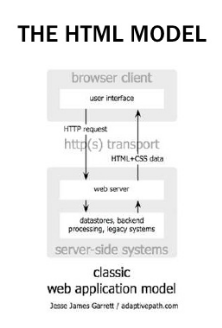 THE HTML MODEL
browser client
user interface
HTTP request
http(s) transport
HTML+CSS data
web server
datastores, backend
processing, legacy systems
server-side systems
classic
web application model
Jesse James Garrett / adaptivepath.com